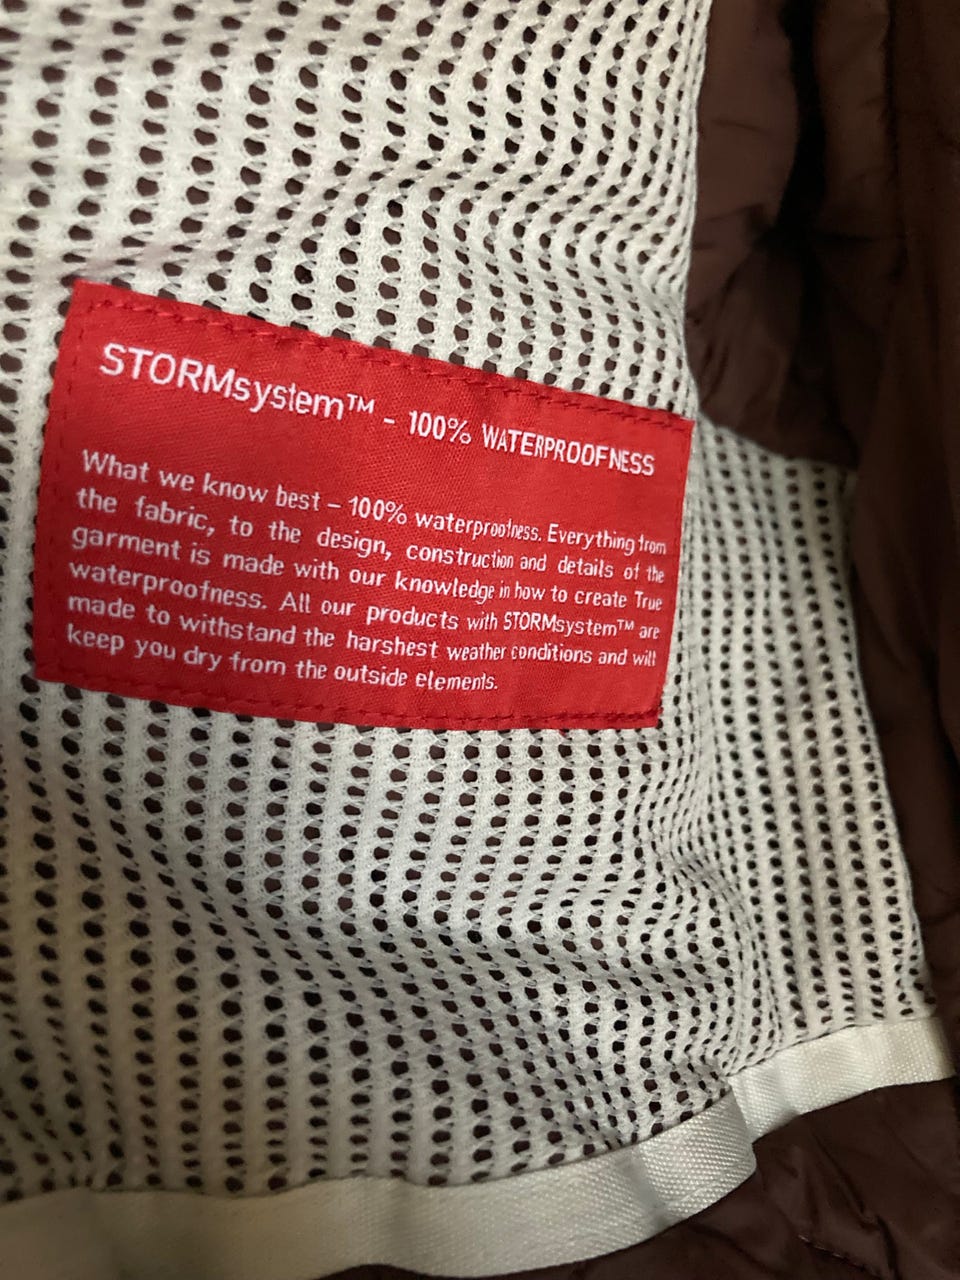 STORMsystem™ - 100% WATERPROOFNESS
What we know best – 100% waterproofness. Everything from
the fabric, to the design, construction and details of the
garment is made with our knowledge in how to create True
waterproofness. All our products with STORMsystem™ are
made to withstand the harshest weather conditions and will
keep you dry from the outside elements.